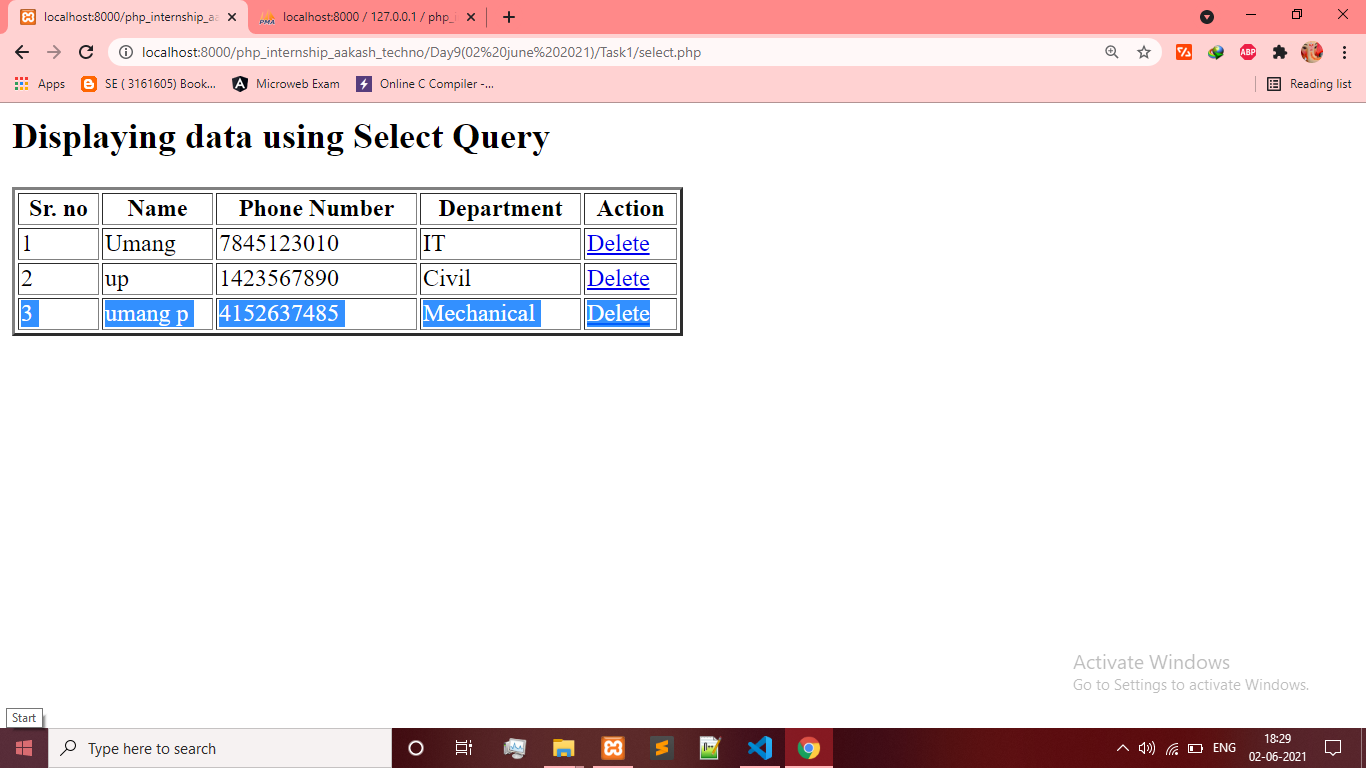 localhost:8000/php_internship_aa
localhost:8000 / 127.0.0.1 / php_i
localhost:8000/php_internship_aakash_techno/Day9(02%20june%202021)/Task1/select.php
ABP
Apps SE ( 3161605) Book... Microweb Exam Online C Compiler -... Reading list
Displaying data using Select Query
Sr. no Name Phone Number Department Action
1 Umang 7845123010 IT Delete
2 up 1423567890 Civil Delete
3 umang p 4152637485 Mechanical Delete
Activate Windows
Go to Settings to activate Windows.
Start
Type here to search
ENG
18:29
02-06-2021